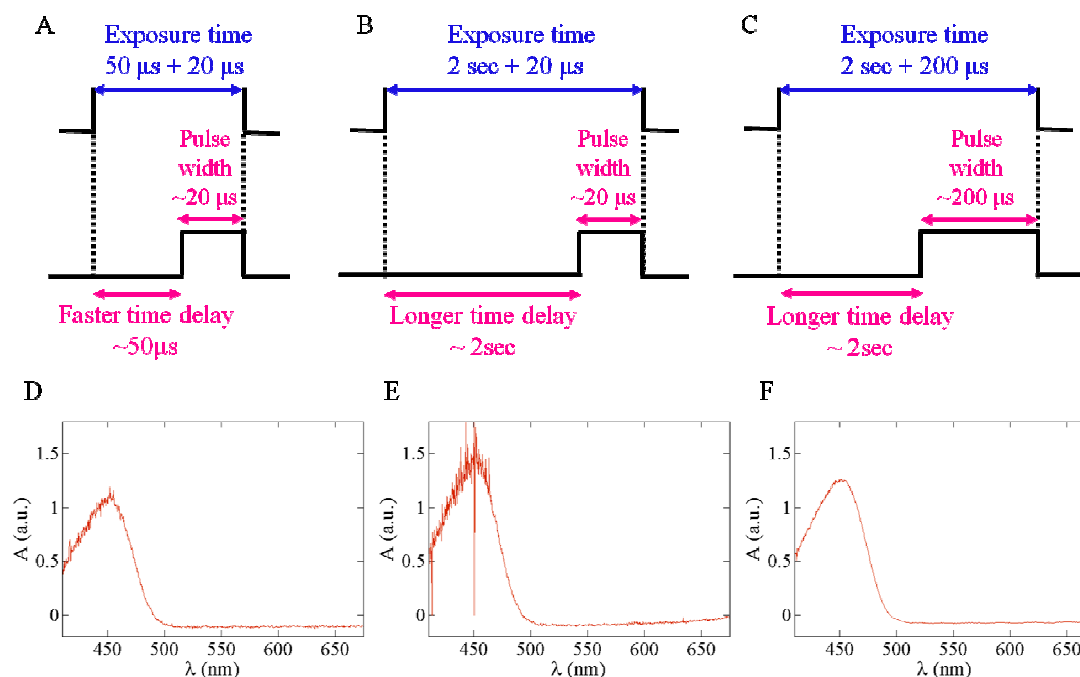 A
Exposure time
50 μs + 20 μs
Pulse
width
~20 μs
Faster time delay
~50μs
B
Exposure time
2 sec + 20 μs
Pulse
width
~20 μs
Longer time delay
~ 2sec
C
Exposure time
2 sec + 200 μs
Pulse
width
~200 μs
Longer time delay
~ 2sec
D
A (a.u.)
1.5
1
0.5
0
450 500 550 600 650
λ (nm)
E
A (a.u.)
1.5
1
0.5
0
450 500 550 600 650
λ (nm)
F
A (a.u.)
1.5
1
0.5
0
450 500 550 600 650
λ (nm)